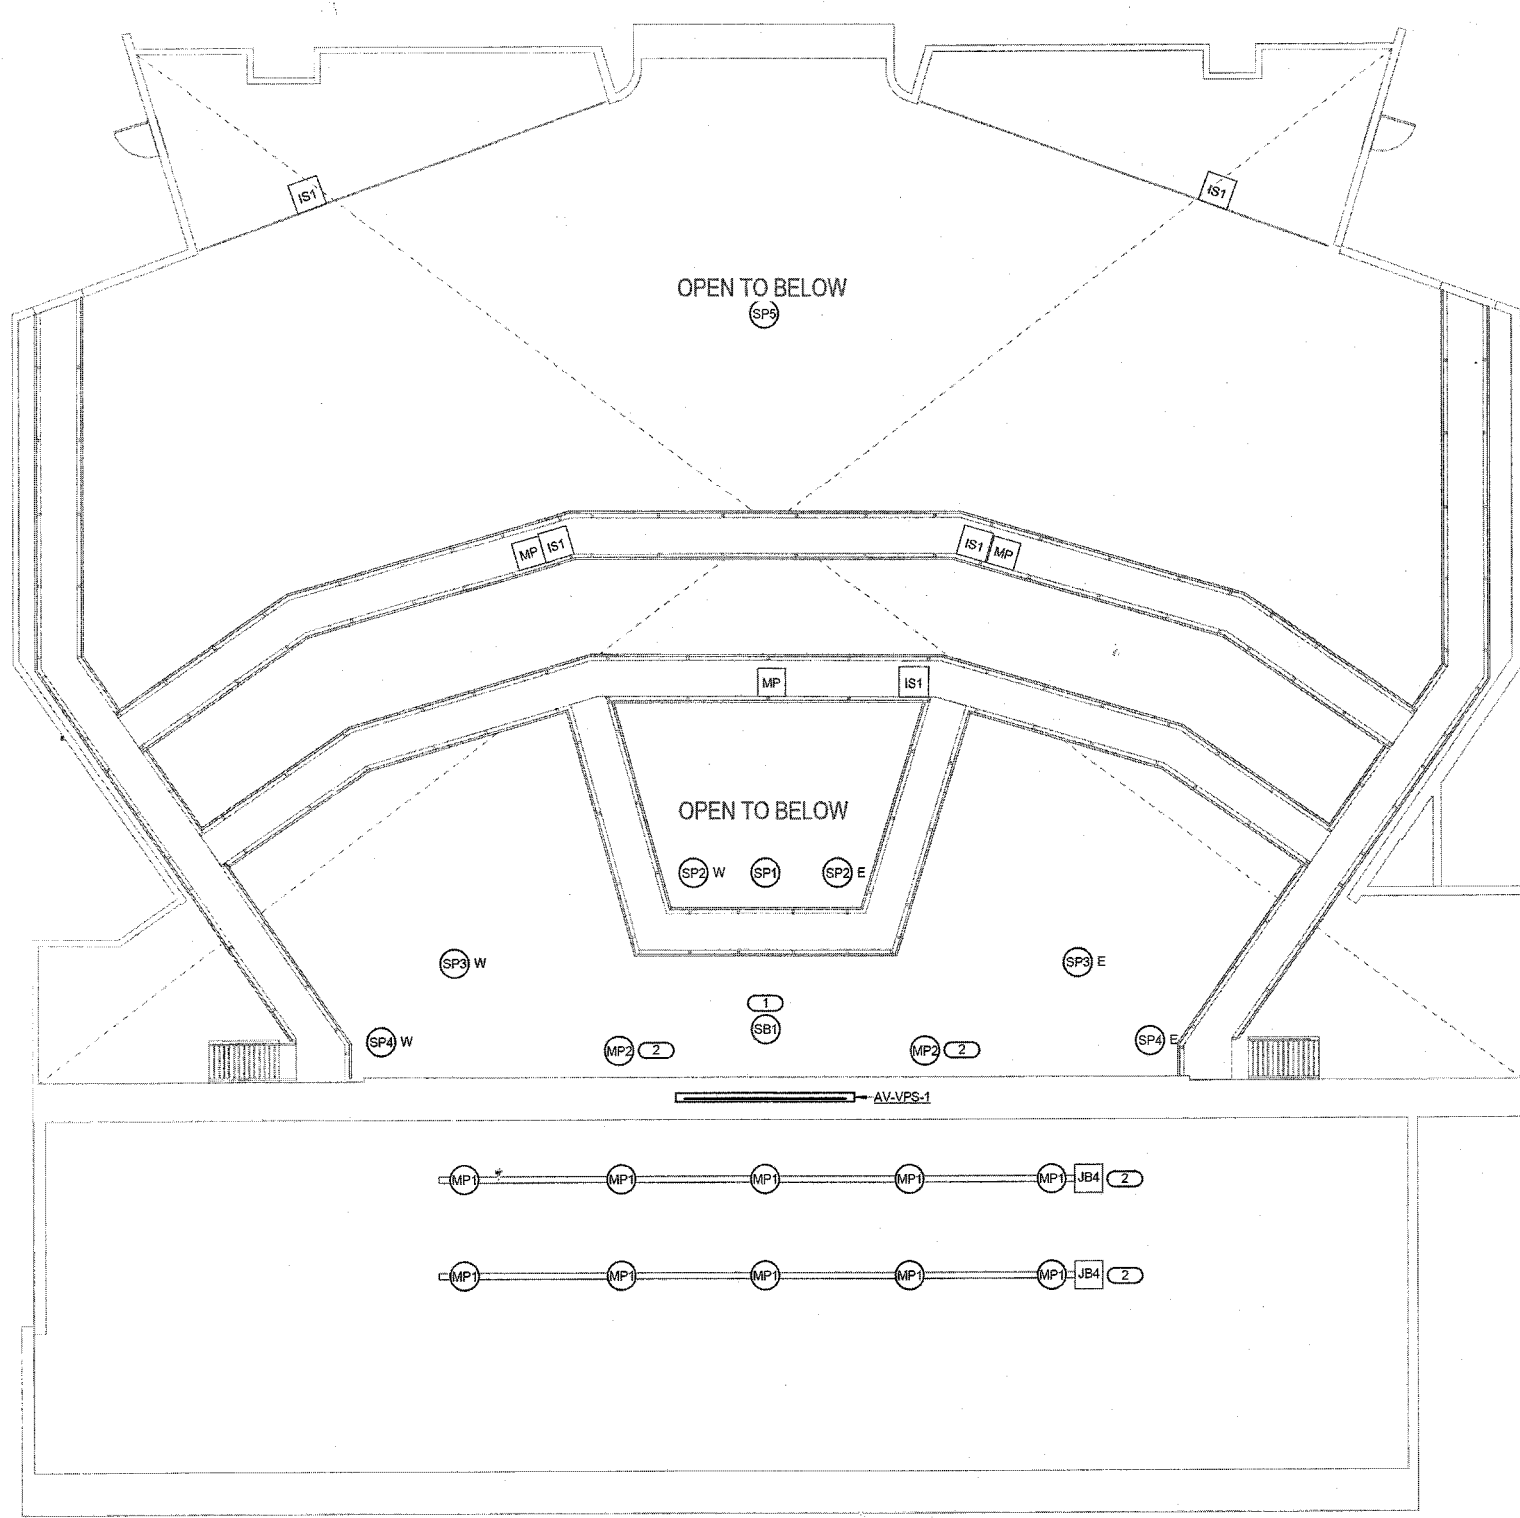 IS1
IS1
OPEN TO BELOW
SP5
MP IS1
IS1 MP
MP
IS1
OPEN TO BELOW
SP2 W
SP1
SP2 E
SP3 W
SP3 E
1
SB1
SP4 W
MP2 2
MP2 2
SP4 E
AV-VPS-1
MP1 MP1 MP1 MP1 MP1 JB4 2
MP1 MP1 MP1 MP1 MP1 JB4 2